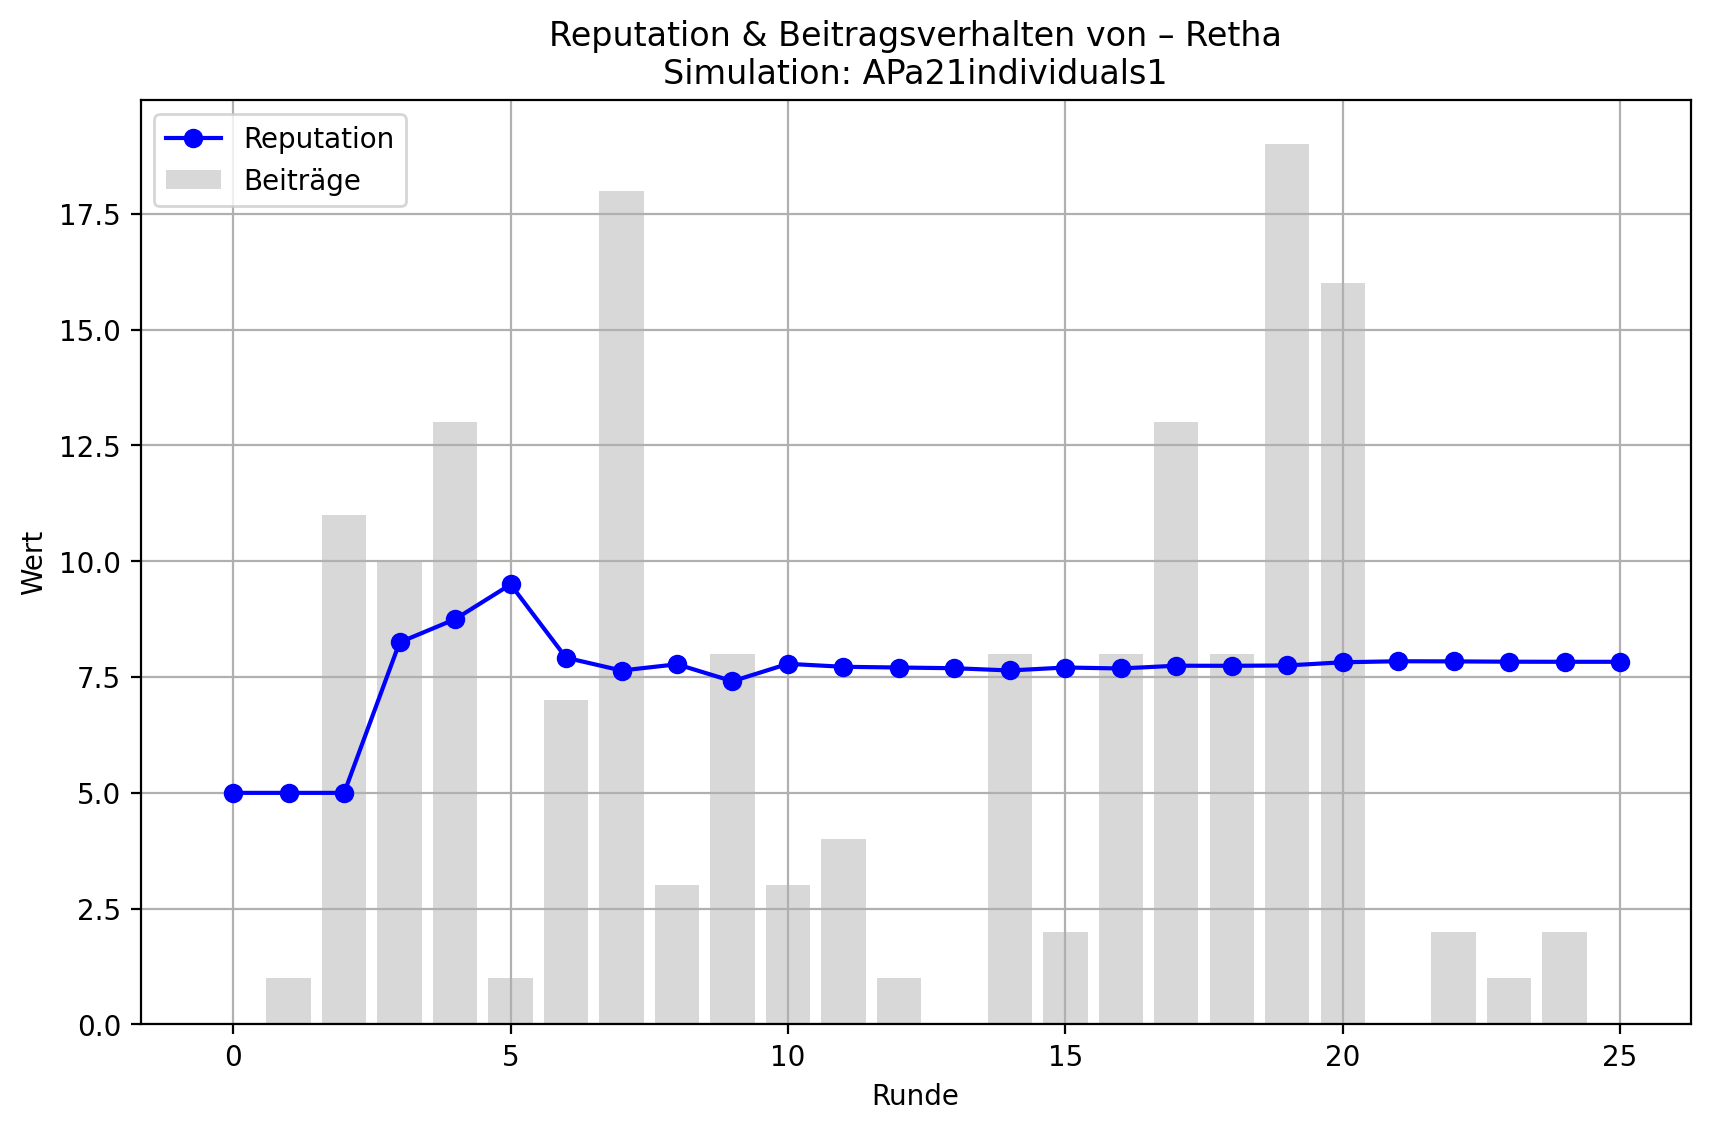 Reputation & Beitragsverhalten von – Retha
Simulation: APa21individuals1
Reputation
Beiträge
17.5
15.0
12.5
10.0
7.5
5.0
2.5
0.0
Wert
0 5 10 15 20 25
Runde